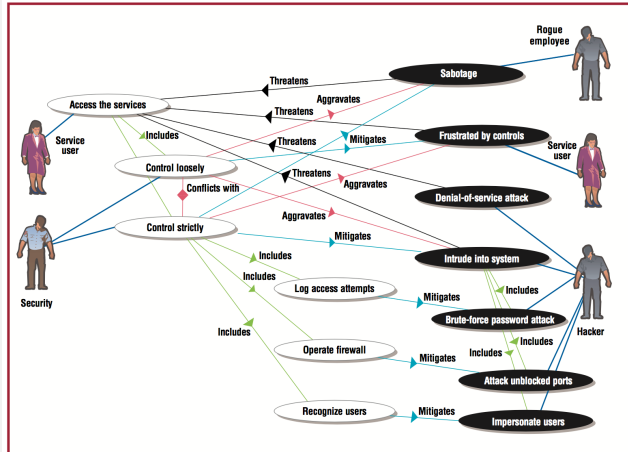 Rogue
employee
Threatens
Sabotage
Access the services
Aggravates
Threatens
Includes
Mitigates
Frustrated by controls
Service
user
Threatens
Service
user
Control loosely
Threatens
Aggravates
Conflicts with
Denial-of-service attack
Control strictly
Aggravates
Mitigates
Includes
Intrude into system
Security
Includes
Log access attempts
Includes
Mitigates
Brute-force password attack
Hacker
Includes
Includes
Operate firewall
Includes
Mitigates
Attack unblocked ports
Recognize users
Mitigates
Impersonate users